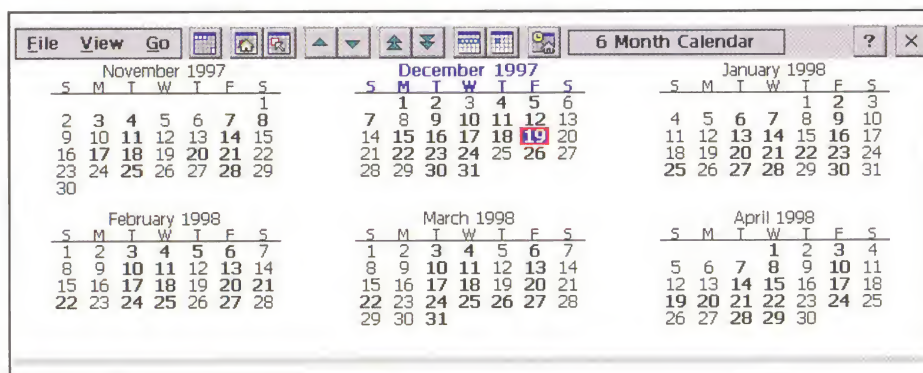 File View Go 6 Month Calendar ? ×
November 1997
S M T W T F S
1
2 3 4 5 6 7 8
9 10 11 12 13 14 15
16 17 18 19 20 21 22
23 24 25 26 27 28 29
30
December 1997
S M T W T F S
1 2 3 4 5 6
7 8 9 10 11 12 13
14 15 16 17 18 19 20
21 22 23 24 25 26 27
28 29 30 31
January 1998
S M T W T F S
1 2 3
4 5 6 7 8 9 10
11 12 13 14 15 16 17
18 19 20 21 22 23 24
25 26 27 28 29 30 31
February 1998
S M T W T F S
1 2 3 4 5 6 7
8 9 10 11 12 13 14
15 16 17 18 19 20 21
22 23 24 25 26 27 28
March 1998
S M T W T F S
1 2 3 4 5 6 7
8 9 10 11 12 13 14
15 16 17 18 19 20 21
22 23 24 25 26 27 28
29 30 31
April 1998
S M T W T F S
1 2 3 4
5 6 7 8 9 10 11
12 13 14 15 16 17 18
19 20 21 22 23 24 25
26 27 28 29 30